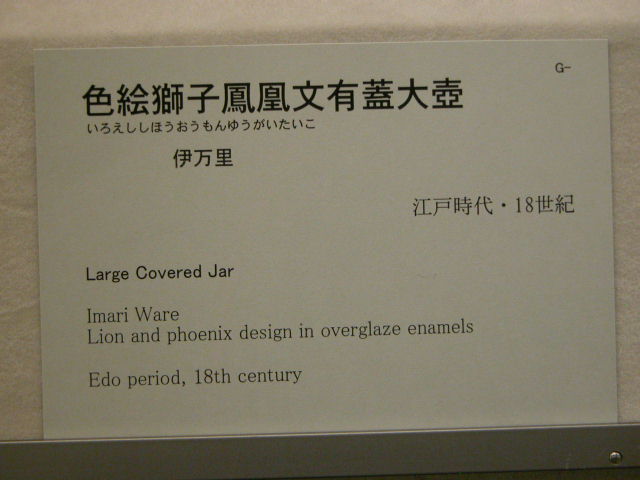 G-
色絵獅子鳳凰文有蓋大壺
いろえししほうおうもんゆうがいたいこ
伊万里
江戸時代・18世紀
Large Covered Jar
Imari Ware
Lion and phoenix design in overglaze enamels
Edo period, 18th century